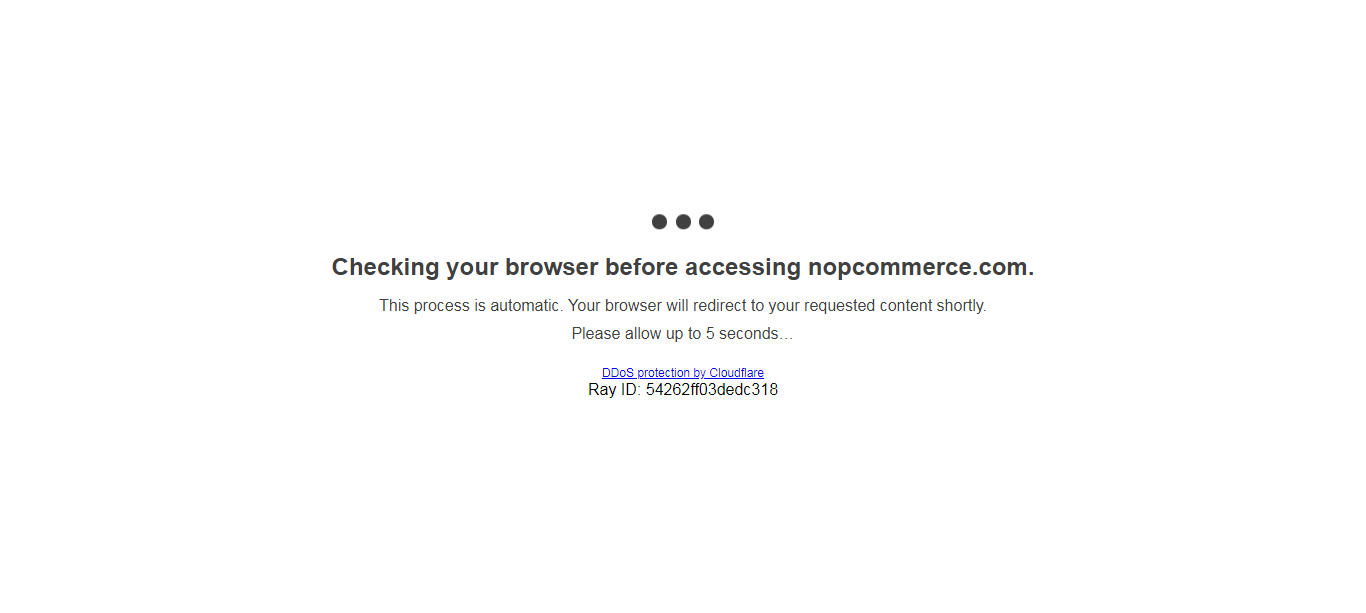 Checking your browser before accessing nopcommerce.com.
This process is automatic. Your browser will redirect to your requested content shortly.
Please allow up to 5 seconds…
DDoS protection by Cloudflare
Ray ID: 54262ff03dedc318